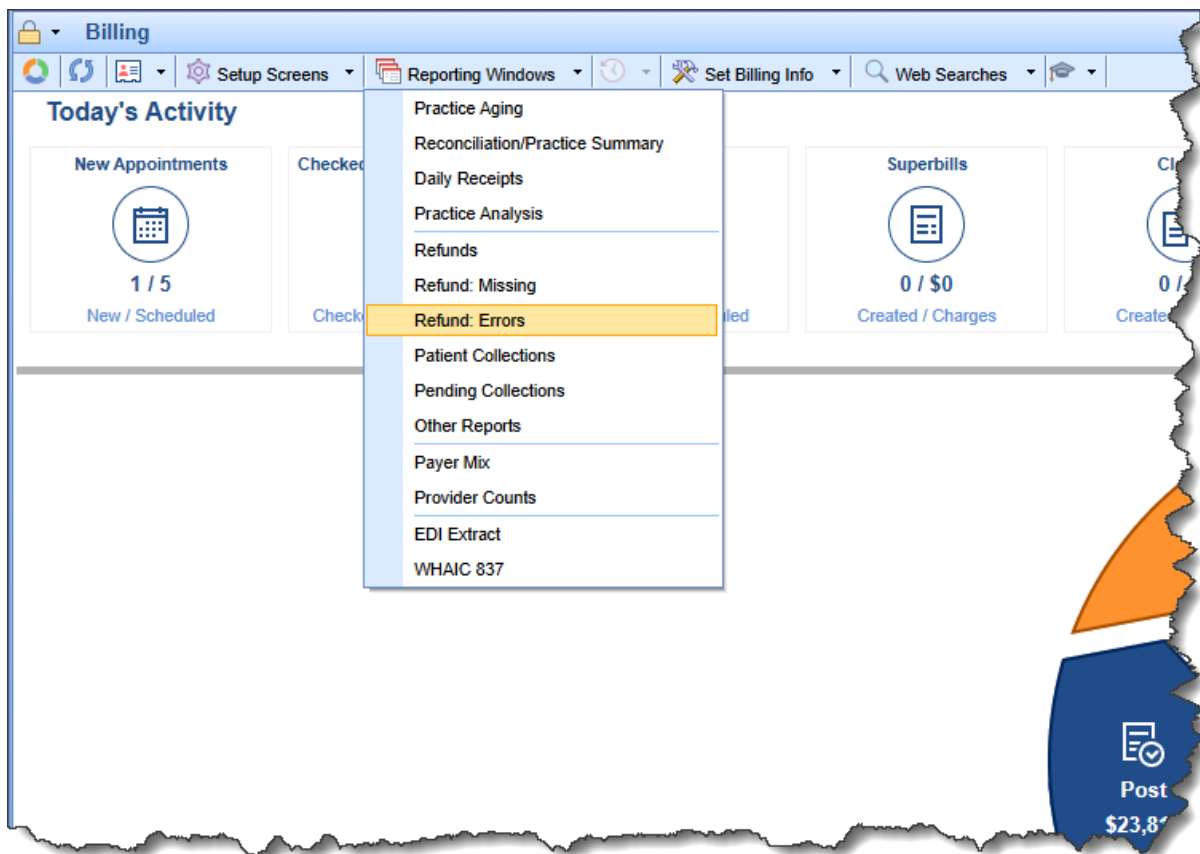 Billing
Setup Screens Reporting Windows Set Billing Info Web Searches
Today's Activity
New Appointments
1 / 5
New / Scheduled
Superbills
0 / $0
Created / Charges
Practice Aging
Reconciliation/Practice Summary
Daily Receipts
Practice Analysis
Refunds
Refund: Missing
Refund: Errors
Patient Collections
Pending Collections
Other Reports
Payer Mix
Provider Counts
EDI Extract
WHAIC 837
Post